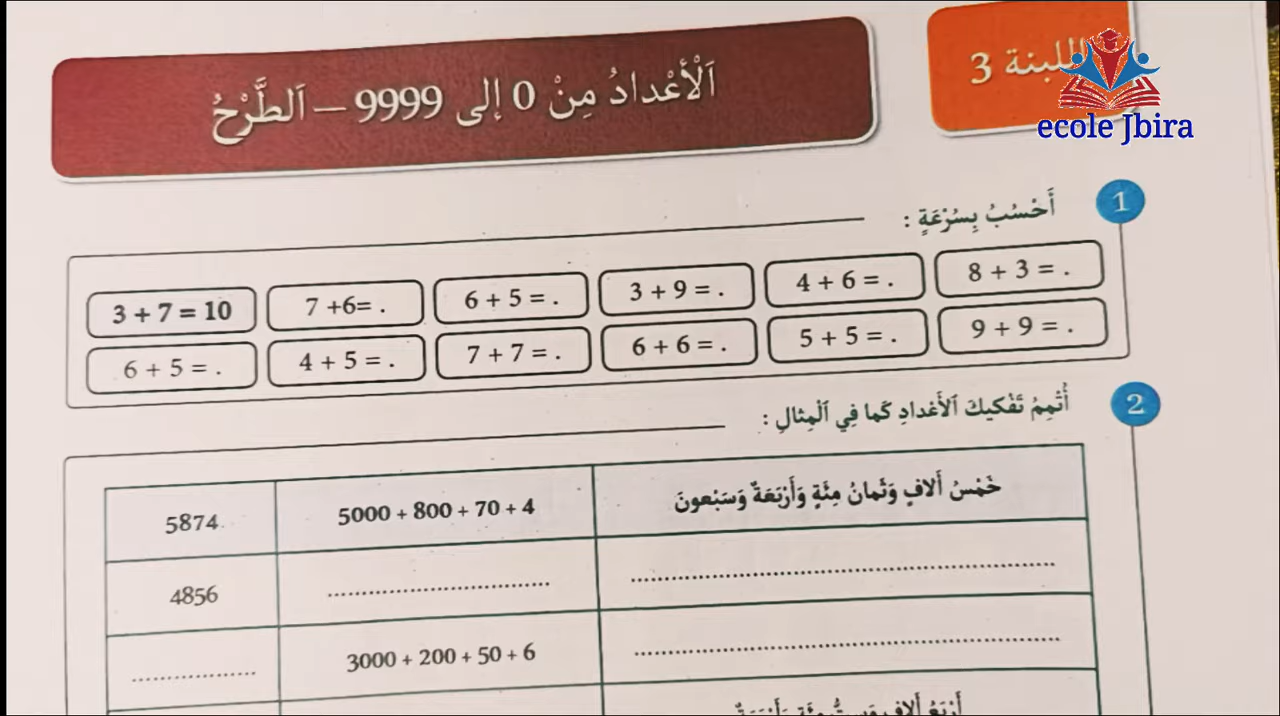 اللبنة 3
ecole Jbira
اَلْأَعْدادُ مِنْ 0 إلى 9999 – اَلطَّرْحُ
1 أَحْسُبُ بِسُرْعَةٍ :
3 + 7 = 10 7 +6= . 6 + 5 = . 3 + 9 = . 4 + 6 = . 8 + 3 = .
6 + 5 = . 4 + 5 = . 7 + 7 = . 6 + 6 = . 5 + 5 = . 9 + 9 = .
2 أُتْمِمُ تَفْكيكَ اَلأَعْدادِ كَما فِي اَلْمِثالِ :
5874 5000 + 800 + 70 + 4 خَمْسُ أَلافٍ وَثَمانُ مِئَةٍ وَأَرْبَعَةٌ وَسَبْعونَ
4856 .............................. ..............................
.................. 3000 + 200 + 50 + 6 ..............................
أَرْبَعُ أَلافٍ